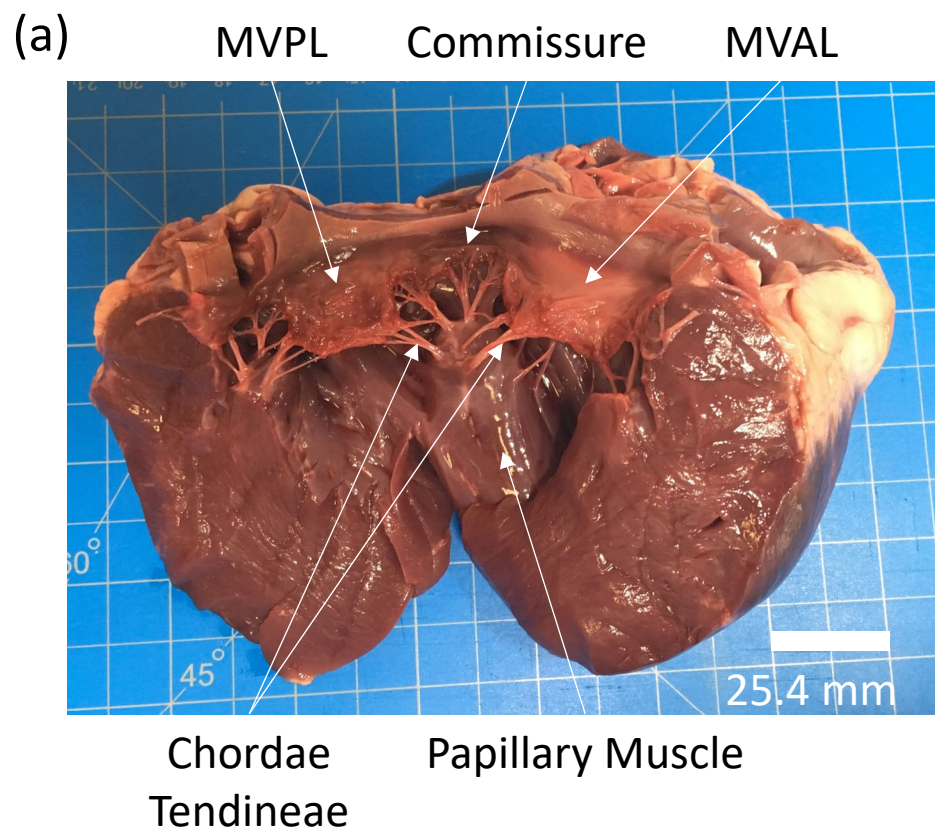 (a)
MVPL Commissure MVAL
60°
45°
25.4 mm
Chordae
Tendineae
Papillary Muscle